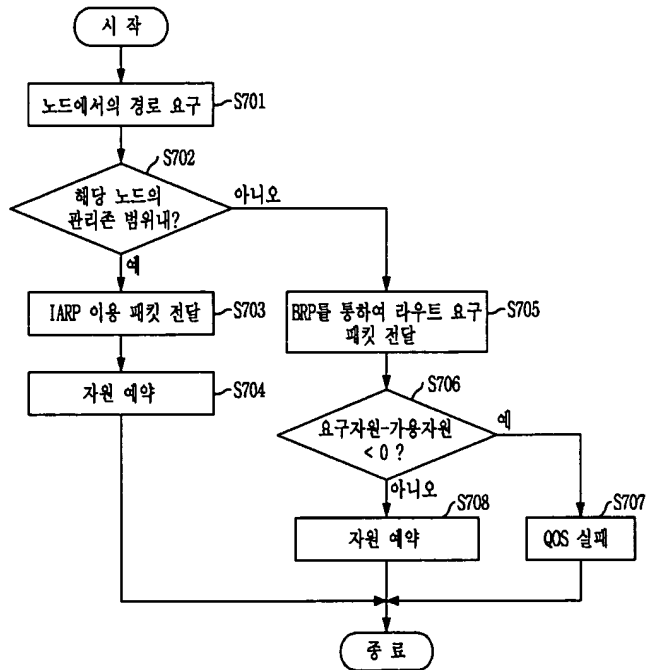 시 작
노드에서의 경로 요구
S701
S702
해당 노드의
관리존 범위내?
아니오
예
IARP 이용 패킷 전달
S703
BRP를 통하여 라우트 요구
패킷 전달
S705
자원 예약
S704
S706
요구자원-가용자원
< 0 ?
예
아니오
S708
자원 예약
S707
QOS 실패
종 료